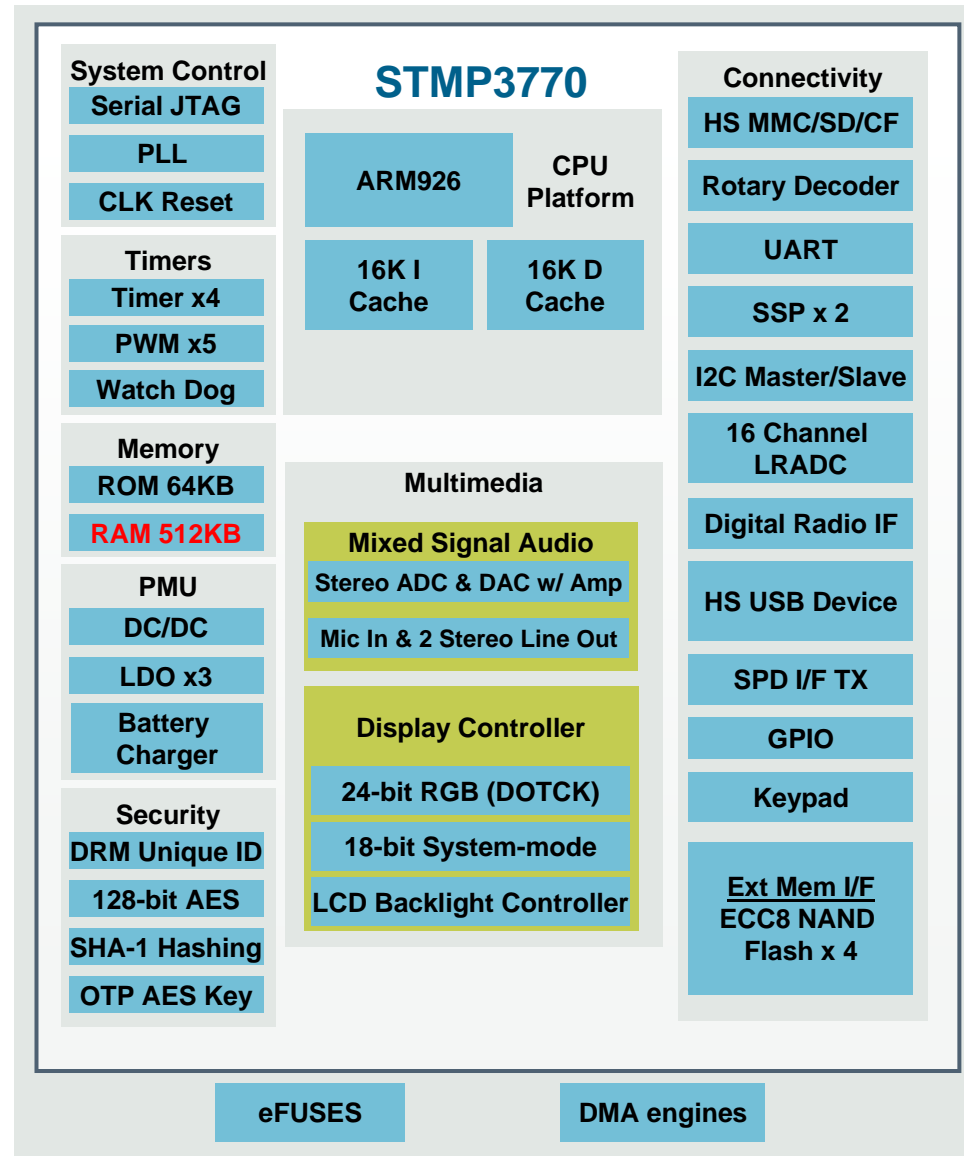 STMP3770
System Control
Serial JTAG
PLL
CLK Reset
Timers
Timer x4
PWM x5
Watch Dog
Memory
ROM 64KB
RAM 512KB
PMU
DC/DC
LDO x3
Battery
Charger
Security
DRM Unique ID
128-bit AES
SHA-1 Hashing
OTP AES Key
ARM926
CPU
Platform
16K I
Cache
16K D
Cache
Multimedia
Mixed Signal Audio
Stereo ADC & DAC w/ Amp
Mic In & 2 Stereo Line Out
Display Controller
24-bit RGB (DOTCK)
18-bit System-mode
LCD Backlight Controller
Connectivity
HS MMC/SD/CF
Rotary Decoder
UART
SSP x 2
I2C Master/Slave
16 Channel
LRADC
Digital Radio IF
HS USB Device
SPD I/F TX
GPIO
Keypad
Ext Mem I/F
ECC8 NAND
Flash x 4
eFUSES
DMA engines